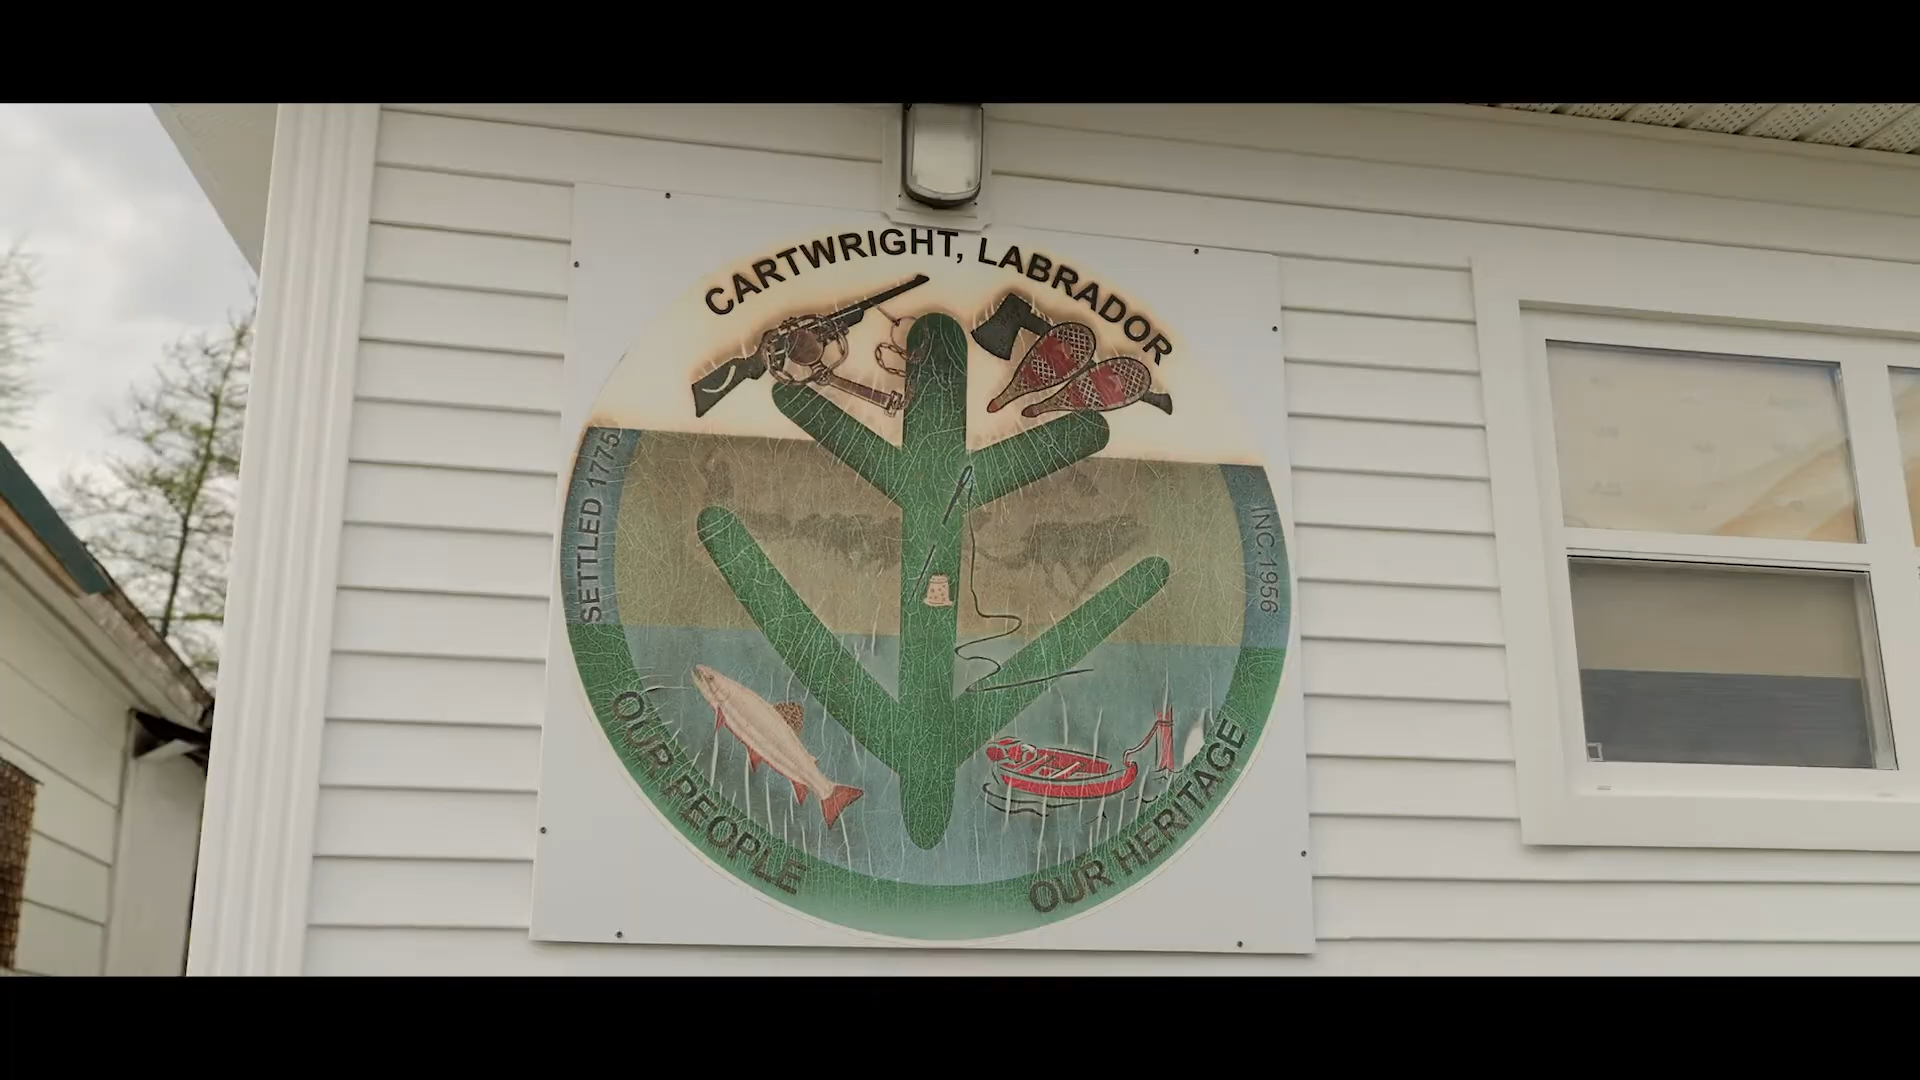 CARTWRIGHT, LABRADOR
SETTLED 1775
INC. 1956
OUR PEOPLE
OUR HERITAGE